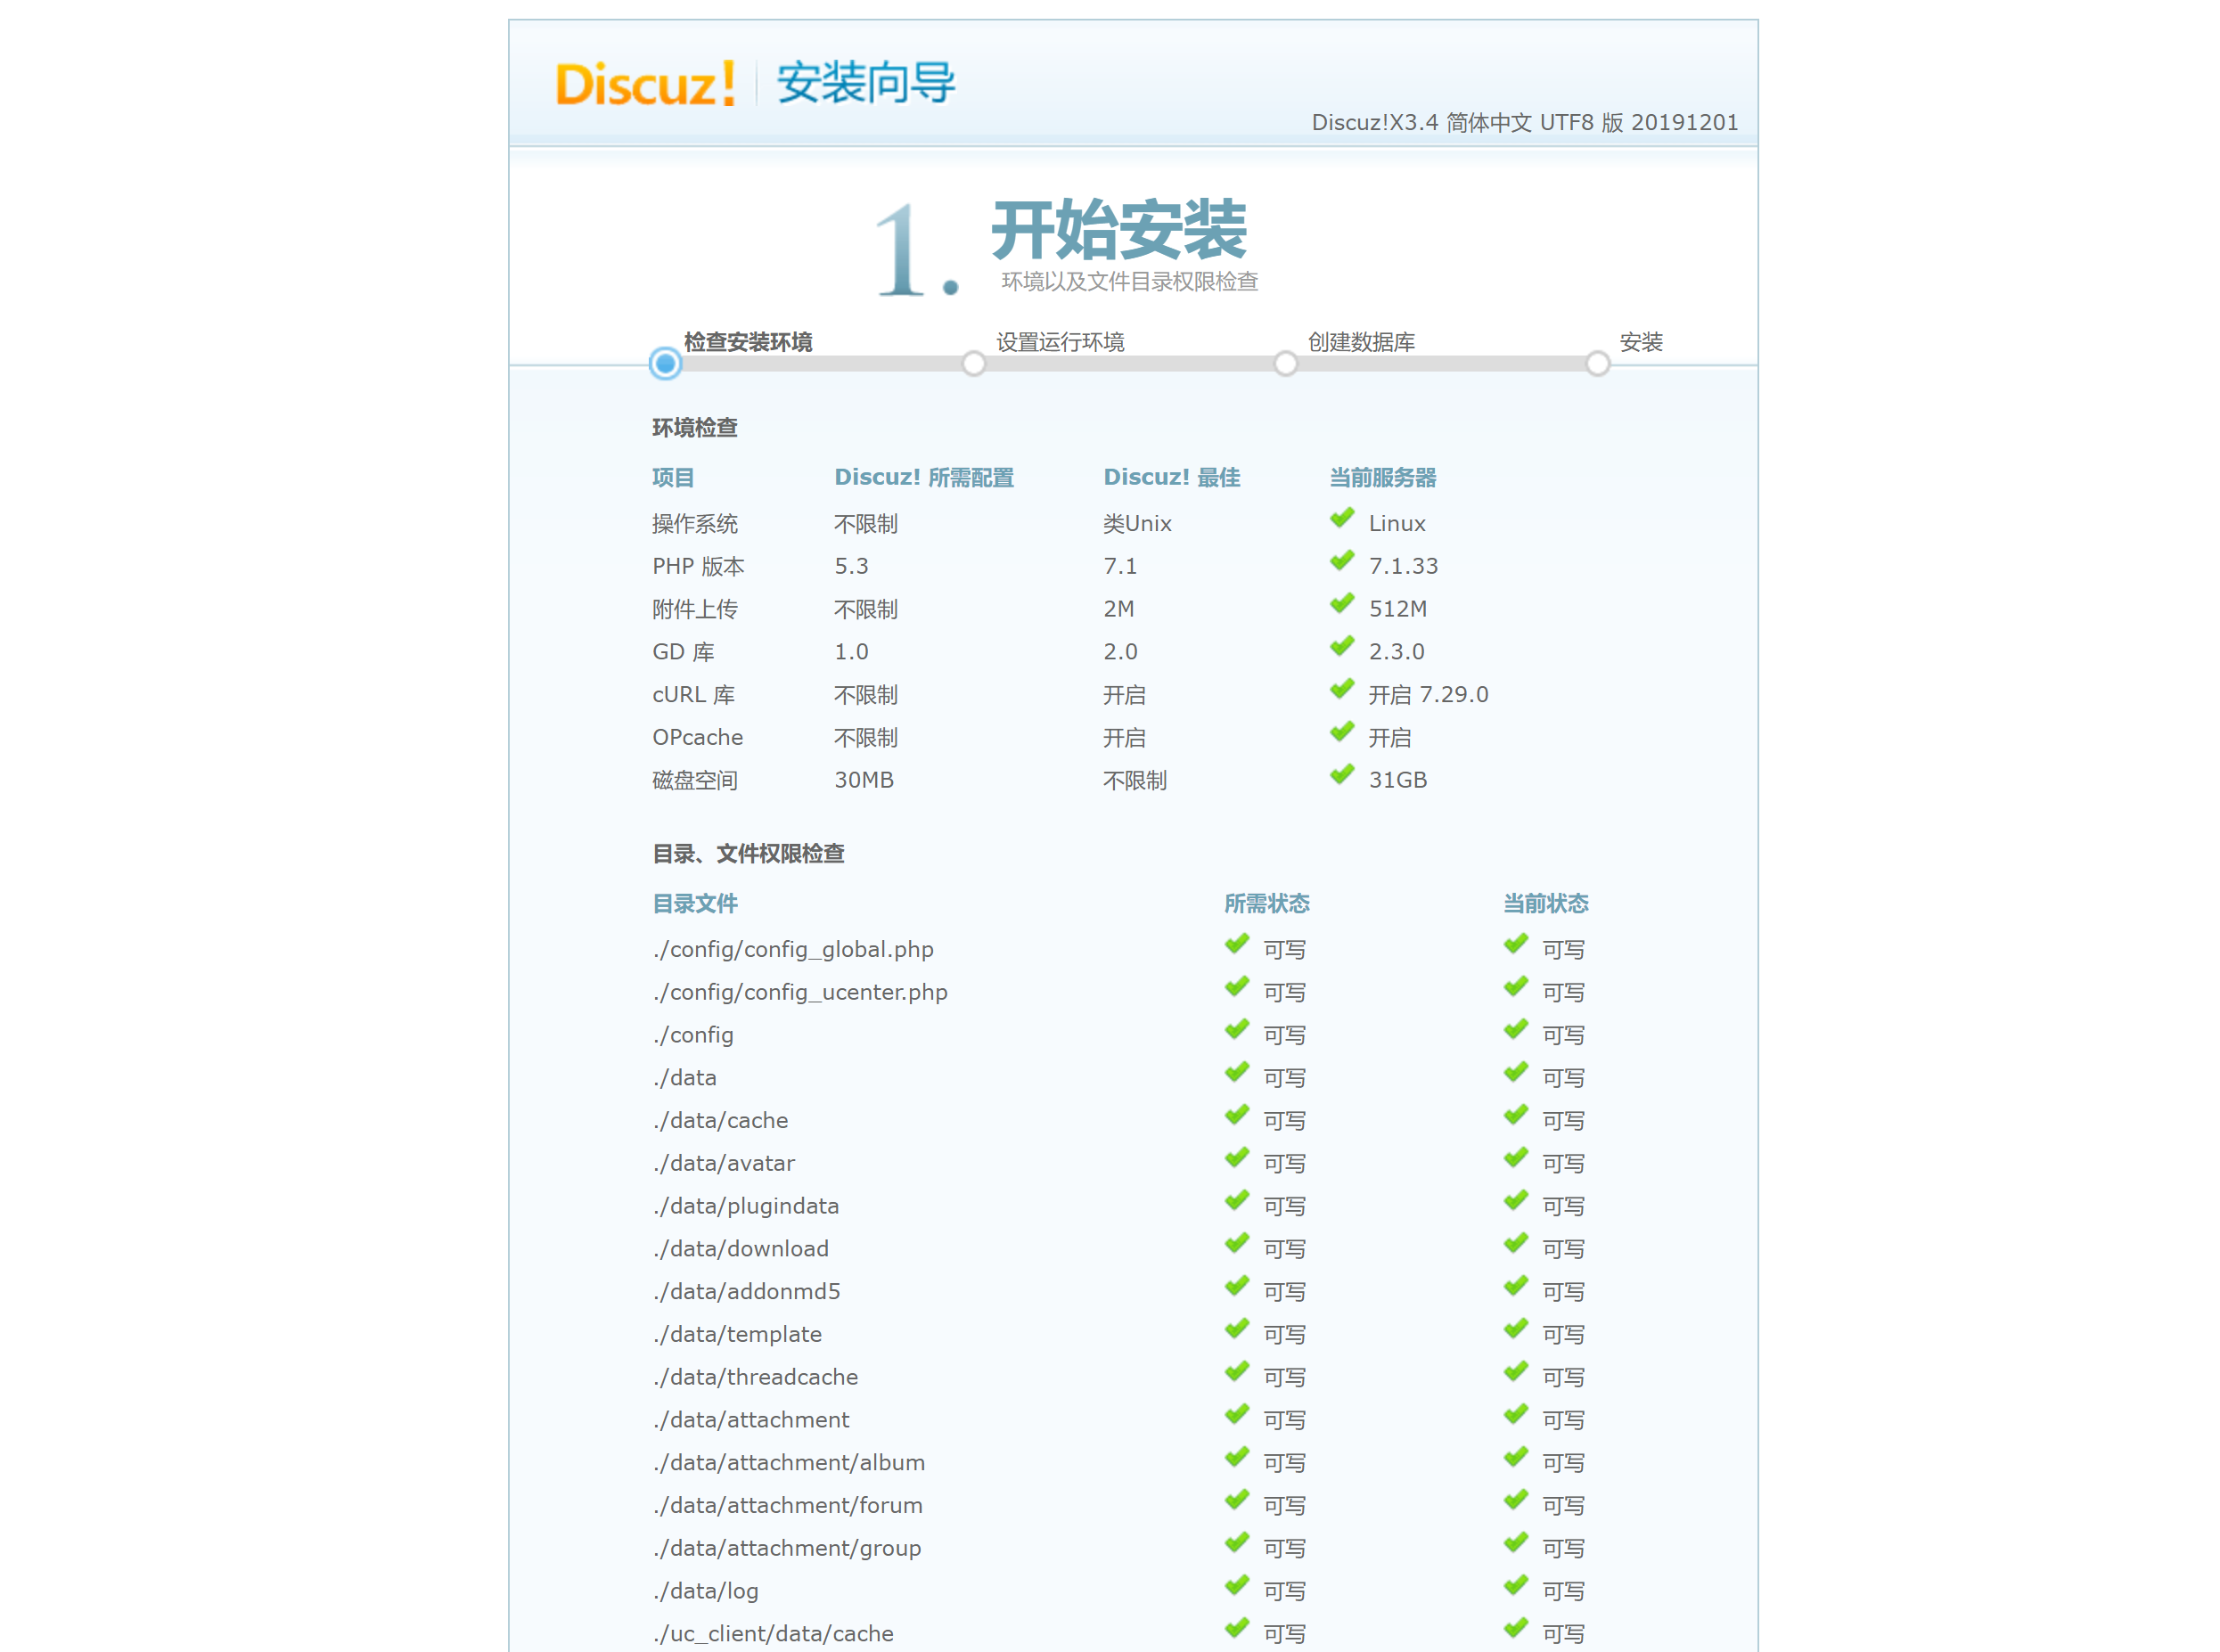 Discuz! 安装向导
Discuz!X3.4 简体中文 UTF8 版 20191201
1. 开始安装
环境以及文件目录权限检查
检查安装环境 设置运行环境 创建数据库 安装
环境检查
项目 Discuz! 所需配置 Discuz! 最佳 当前服务器
操作系统 不限制 类Unix Linux
PHP 版本 5.3 7.1 7.1.33
附件上传 不限制 2M 512M
GD 库 1.0 2.0 2.3.0
cURL 库 不限制 开启 开启 7.29.0
OPcache 不限制 开启 开启
磁盘空间 30MB 不限制 31GB
目录、文件权限检查
目录文件 所需状态 当前状态
./config/config_global.php 可写 可写
./config/config_ucenter.php 可写 可写
./config 可写 可写
./data 可写 可写
./data/cache 可写 可写
./data/avatar 可写 可写
./data/plugindata 可写 可写
./data/download 可写 可写
./data/addonmd5 可写 可写
./data/template 可写 可写
./data/threadcache 可写 可写
./data/attachment 可写 可写
./data/attachment/album 可写 可写
./data/attachment/forum 可写 可写
./data/attachment/group 可写 可写
./data/log 可写 可写
./uc_client/data/cache 可写 可写